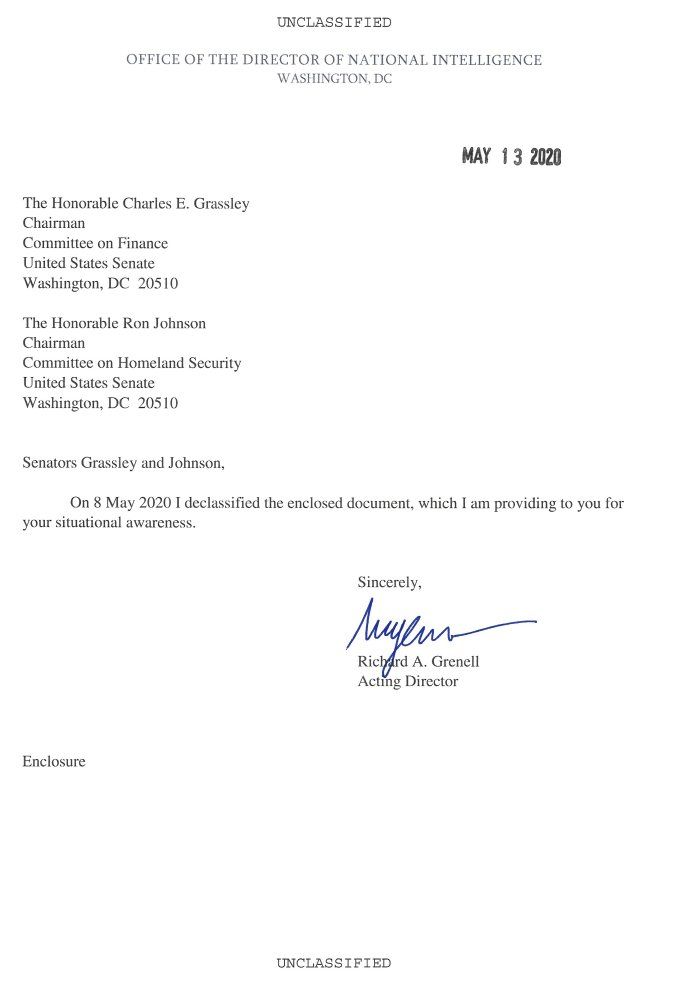 UNCLASSIFIED
OFFICE OF THE DIRECTOR OF NATIONAL INTELLIGENCE
WASHINGTON, DC
MAY 13 2020
The Honorable Charles E. Grassley
Chairman
Committee on Finance
United States Senate
Washington, DC 20510
The Honorable Ron Johnson
Chairman
Committee on Homeland Security
United States Senate
Washington, DC 20510
Senators Grassley and Johnson,
On 8 May 2020 I declassified the enclosed document, which I am providing to you for
your situational awareness.
Sincerely,
Richard A. Grenell
Acting Director
Enclosure
UNCLASSIFIED